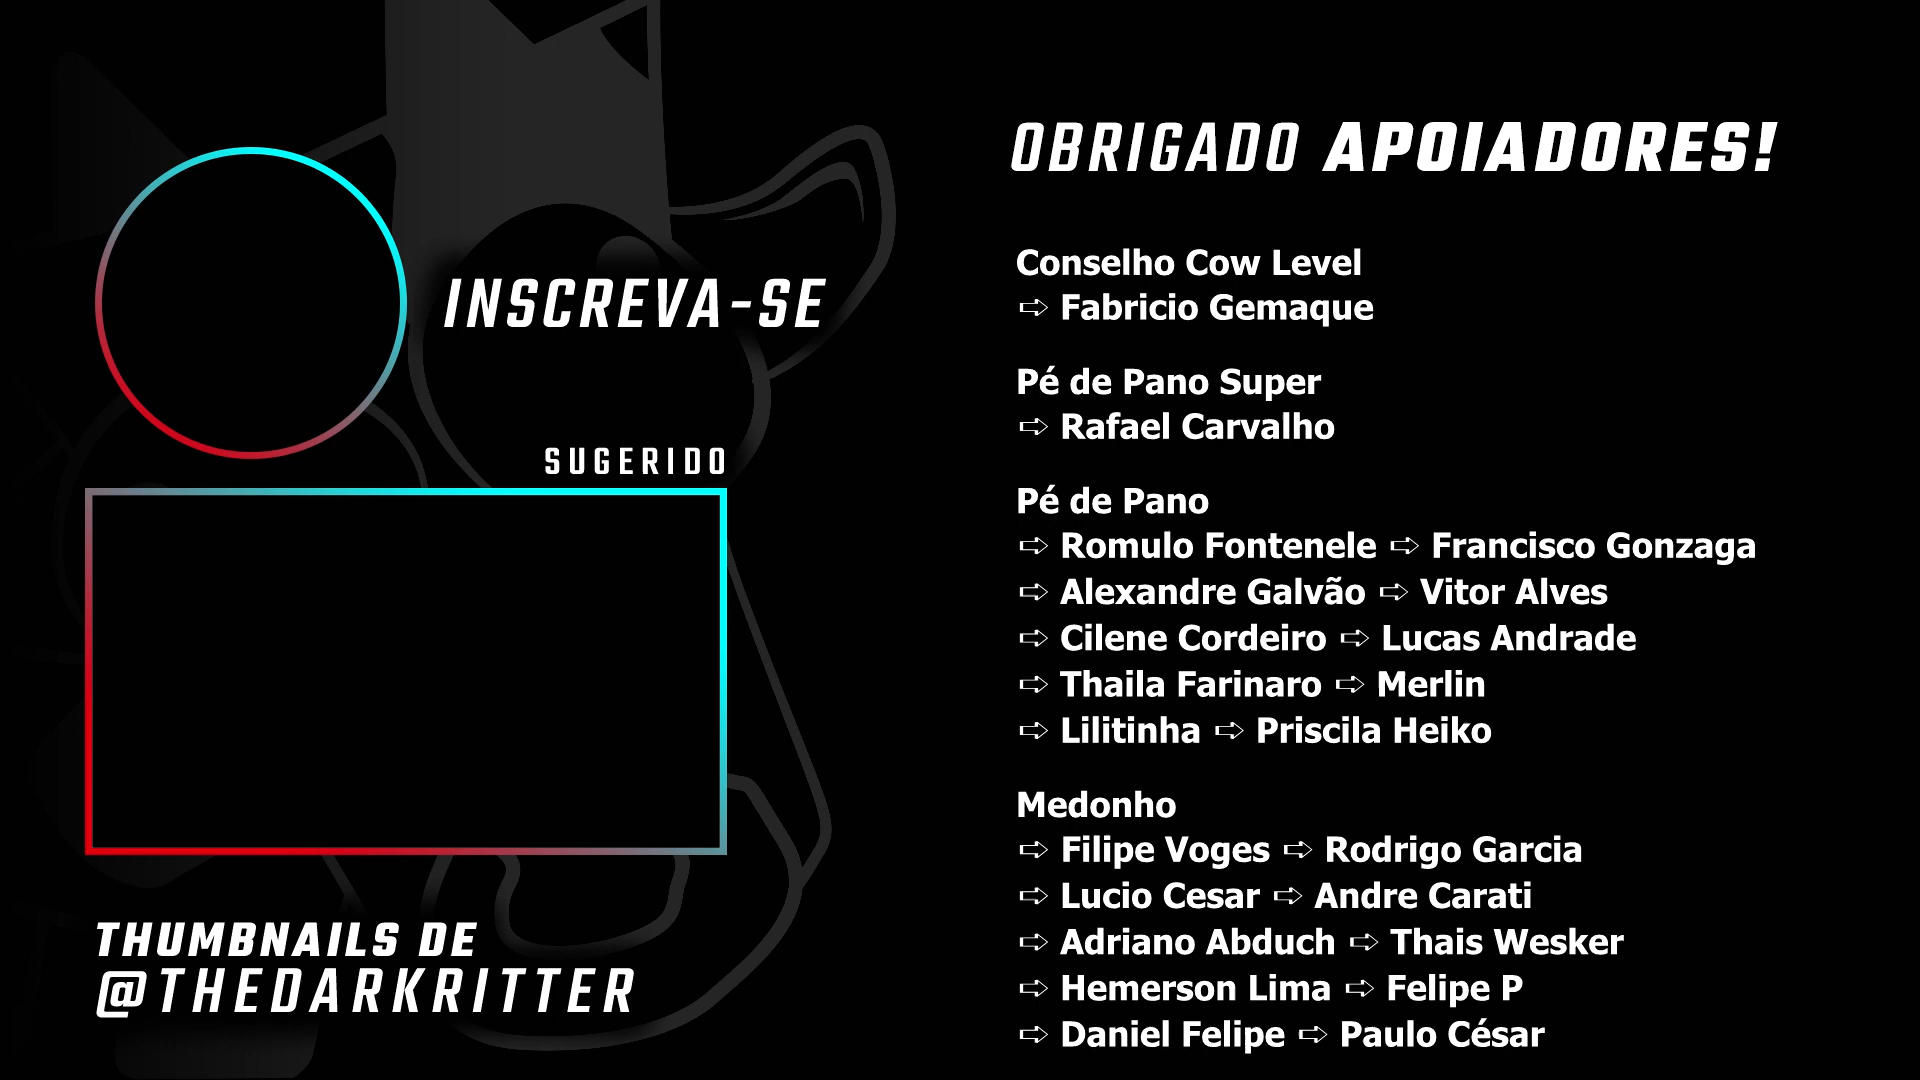 INSCREVA-SE
SUGERIDO
THUMBNAILS DE
@THEDARKRITTER
OBRIGADO APOIADORES!
Conselho Cow Level
➪ Fabricio Gemaque
Pé de Pano Super
➪ Rafael Carvalho
Pé de Pano
➪ Romulo Fontenele ➪ Francisco Gonzaga
➪ Alexandre Galvão ➪ Vitor Alves
➪ Cilene Cordeiro ➪ Lucas Andrade
➪ Thaila Farinaro ➪ Merlin
➪ Lilitinha ➪ Priscila Heiko
Medonho
➪ Filipe Voges ➪ Rodrigo Garcia
➪ Lucio Cesar ➪ Andre Carati
➪ Adriano Abduch ➪ Thais Wesker
➪ Hemerson Lima ➪ Felipe P
➪ Daniel Felipe ➪ Paulo César